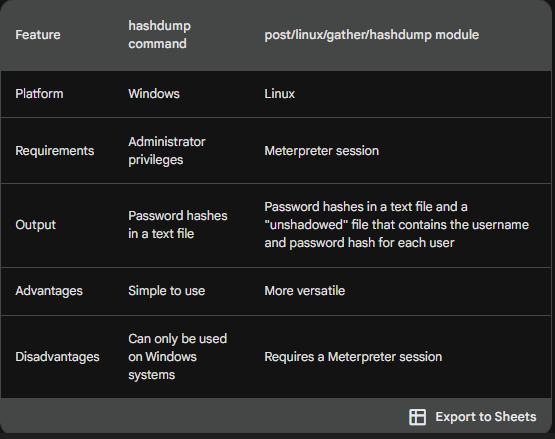 Feature
hashdump
command
post/linux/gather/hashdump module
Platform
Windows
Linux
Requirements
Administrator
privileges
Meterpreter session
Output
Password hashes
in a text file
Password hashes in a text file and a
"unshadowed" file that contains the username
and password hash for each user
Advantages
Simple to use
More versatile
Disadvantages
Can only be used
on Windows
systems
Requires a Meterpreter session
Export to Sheets